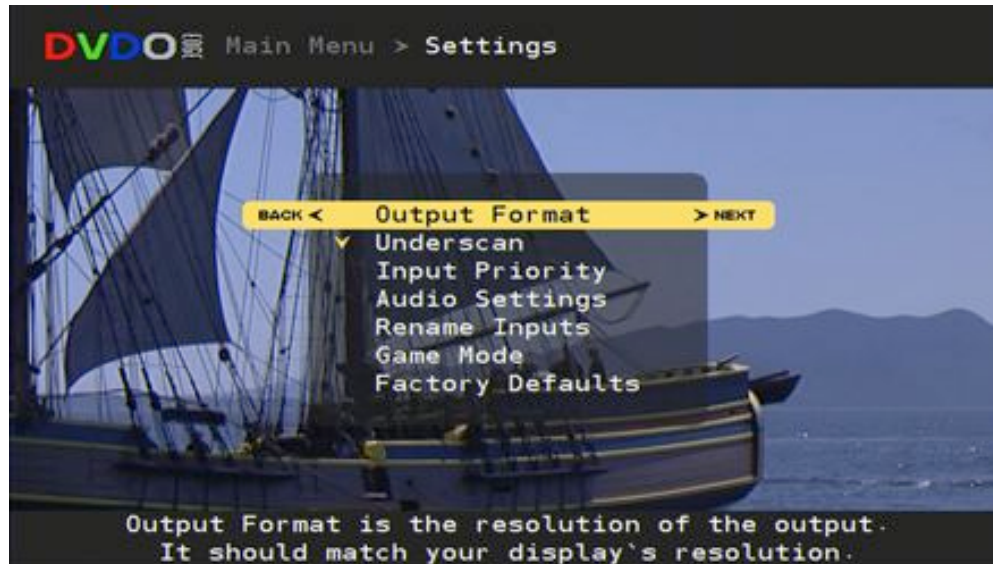 DVDO EDGE Main Menu > Settings
BACK < Output Format > NEXT
Underscan
Input Priority
Audio Settings
Rename Inputs
Game Mode
Factory Defaults
Output Format is the resolution of the output.
It should match your display`s resolution.